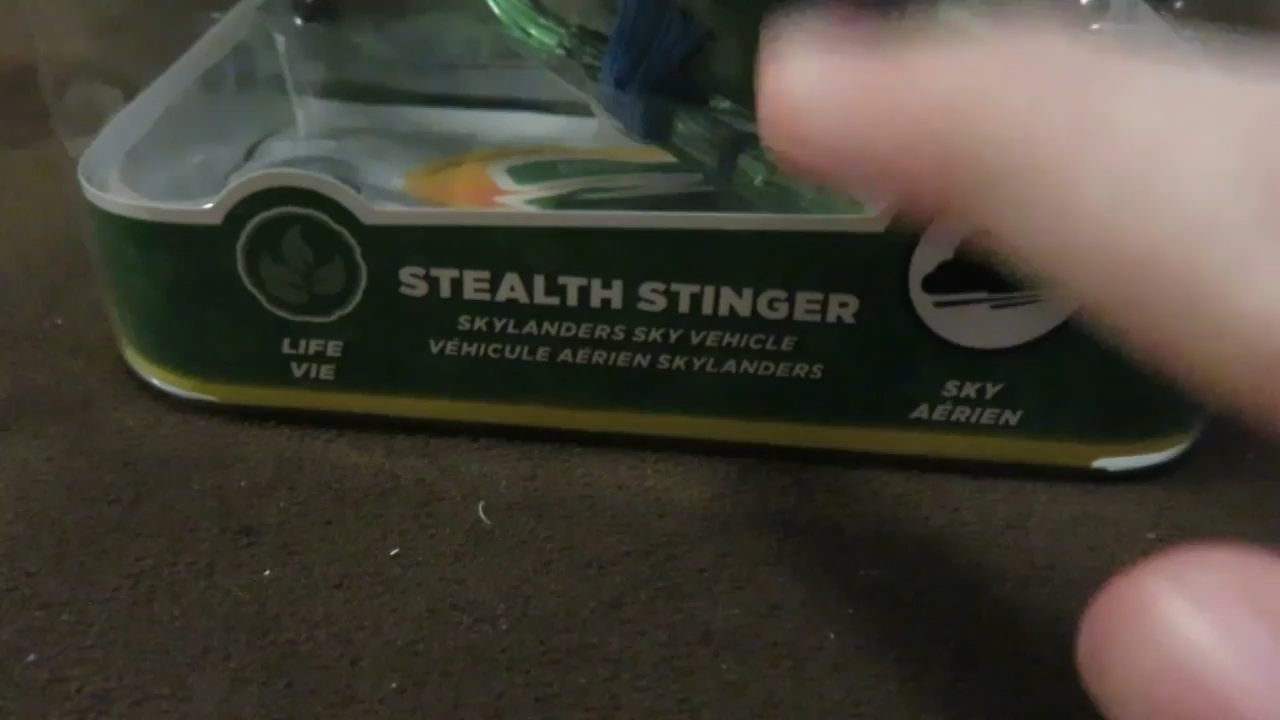 STEALTH STINGER
SKYLANDERS SKY VEHICLE
VÉHICULE AÉRIEN SKYLANDERS
LIFE
VIE
SKY
AÉRIEN